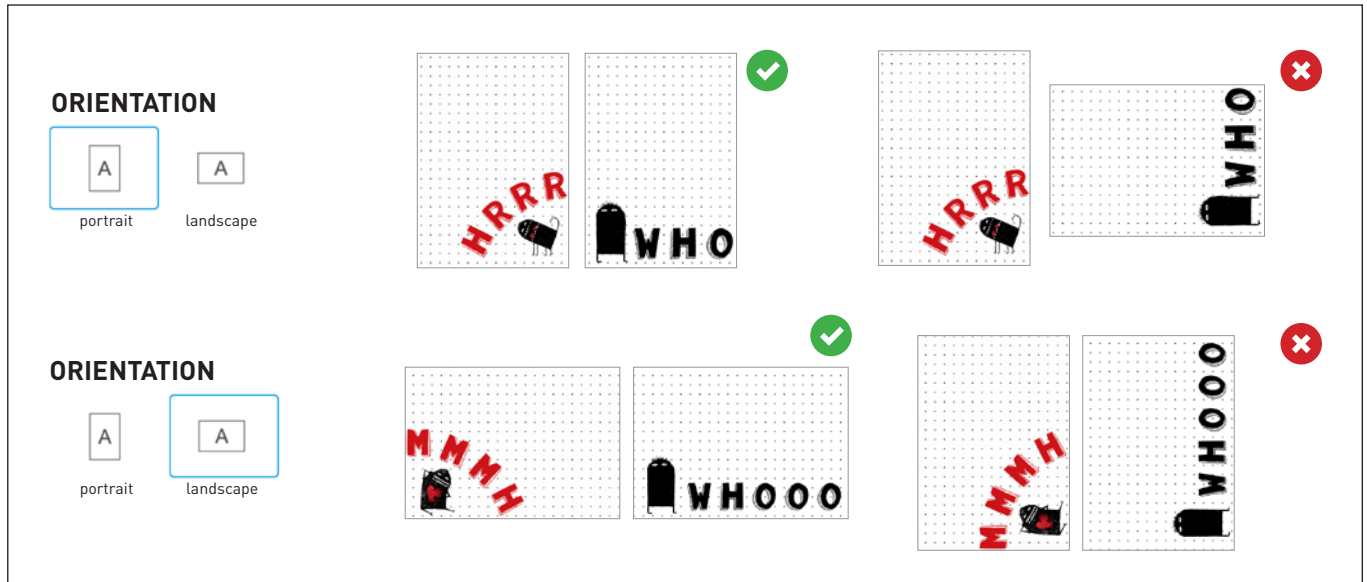 ORIENTATION
A
A
portrait
landscape
HRRR
WHO
HRRR
WHO
ORIENTATION
A
A
portrait
landscape
MMMH
WHOOO
MMMH
WHOOO